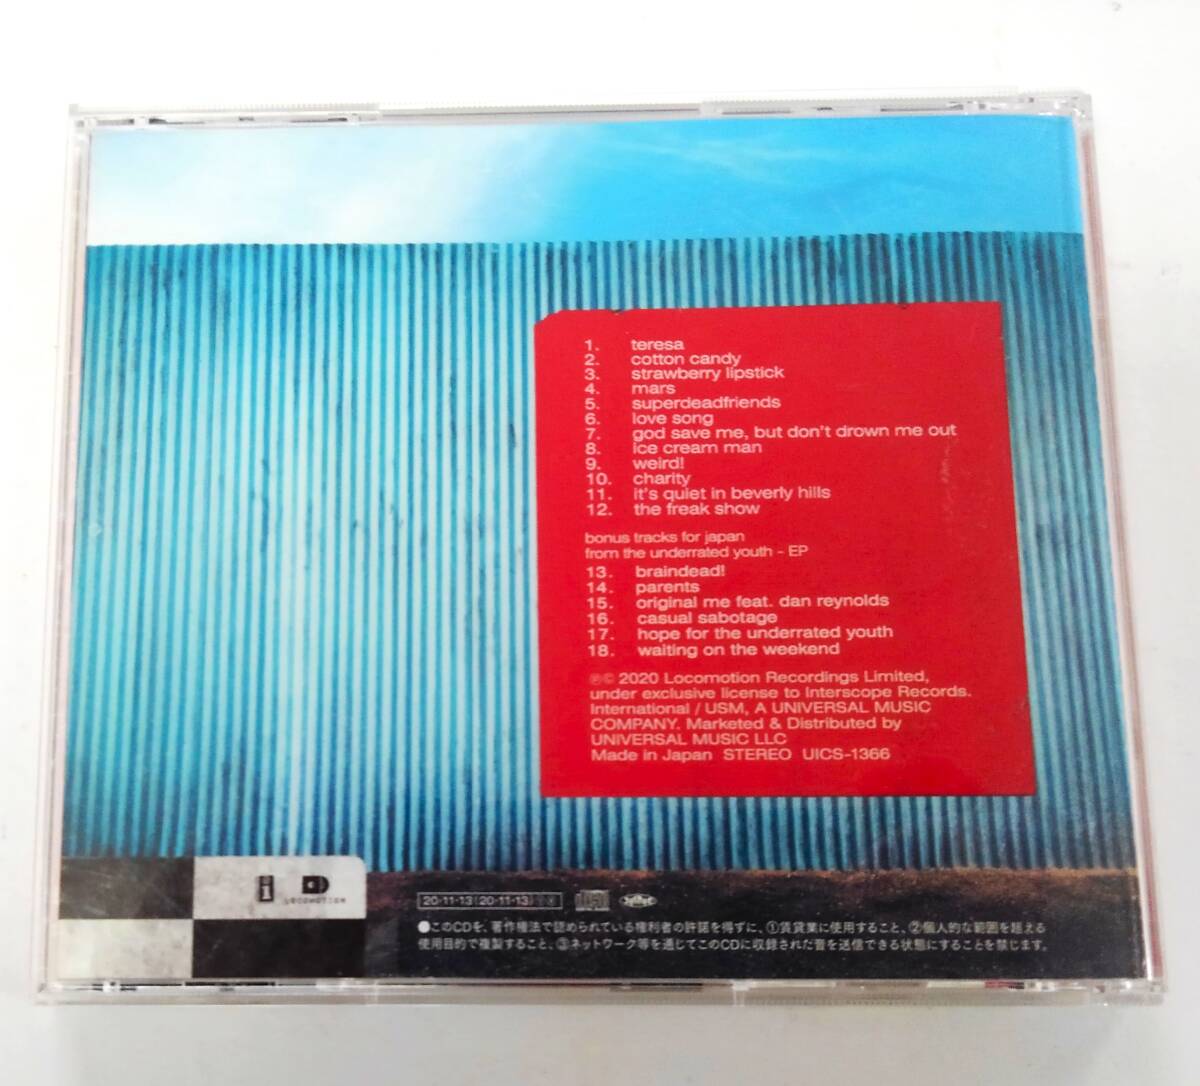 1. teresa
2. cotton candy
3. strawberry lipstick
4. mars
5. superdeadfriends
6. love song
7. god save me, but don't drown me out
8. ice cream man
9. weird!
10. charity
11. it's quiet in beverly hills
12. the freak show
bonus tracks for japan
from the underrated youth - EP
13. braindead!
14. parents
15. original me feat. dan reynolds
16. casual sabotage
17. hope for the underrated youth
18. waiting on the weekend
℗© 2020 Locomotion Recordings Limited,
under exclusive license to Interscope Records.
International / USM, A UNIVERSAL MUSIC
COMPANY. Marketed & Distributed by
UNIVERSAL MUSIC LLC
Made in Japan STEREO UICS-1366
i LOCOMOTION
20·11·13 (20·11·13)
●このCDを、著作権法で認められている権利者の許諾を得ずに、①賃貸業に使用すること、②個人的な範囲を超える
使用目的で複製すること、③ネットワーク等を通じてこのCDに収録された音を送信できる状態にすることを禁じます。